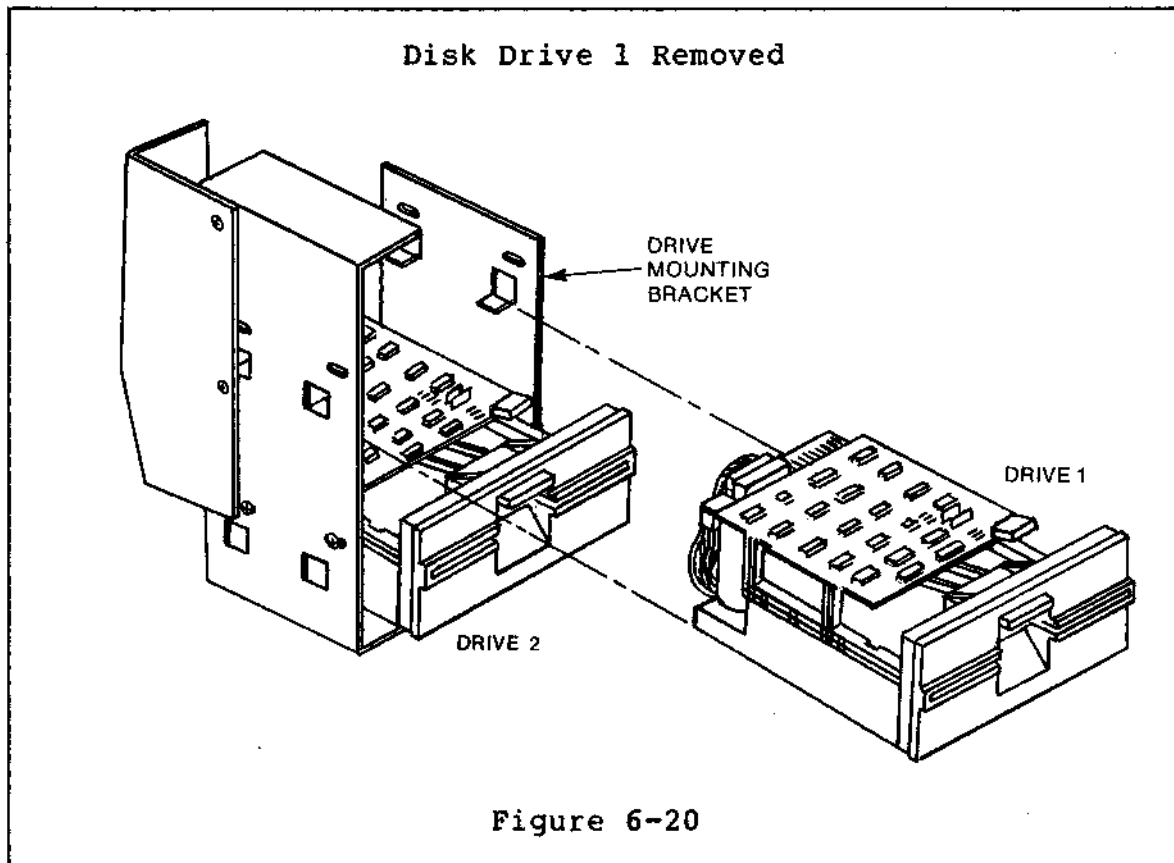 Disk Drive 1 Removed
DRIVE
MOUNTING
BRACKET
DRIVE 1
DRIVE 2
Figure 6-20